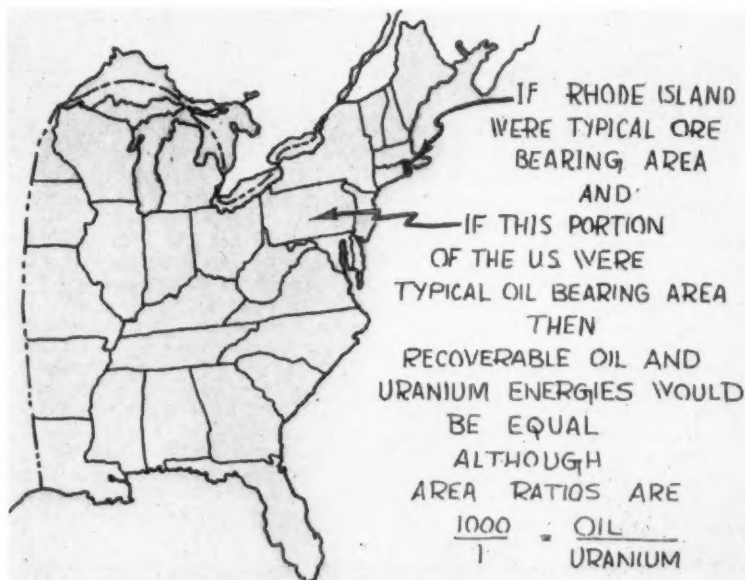 IF RHODE ISLAND
WERE TYPICAL ORE
BEARING AREA
AND
IF THIS PORTION
OF THE U.S. WERE
TYPICAL OIL BEARING AREA
THEN
RECOVERABLE OIL AND
URANIUM ENERGIES WOULD
BE EQUAL
ALTHOUGH
AREA RATIOS ARE
1000 = OIL
1 URANIUM